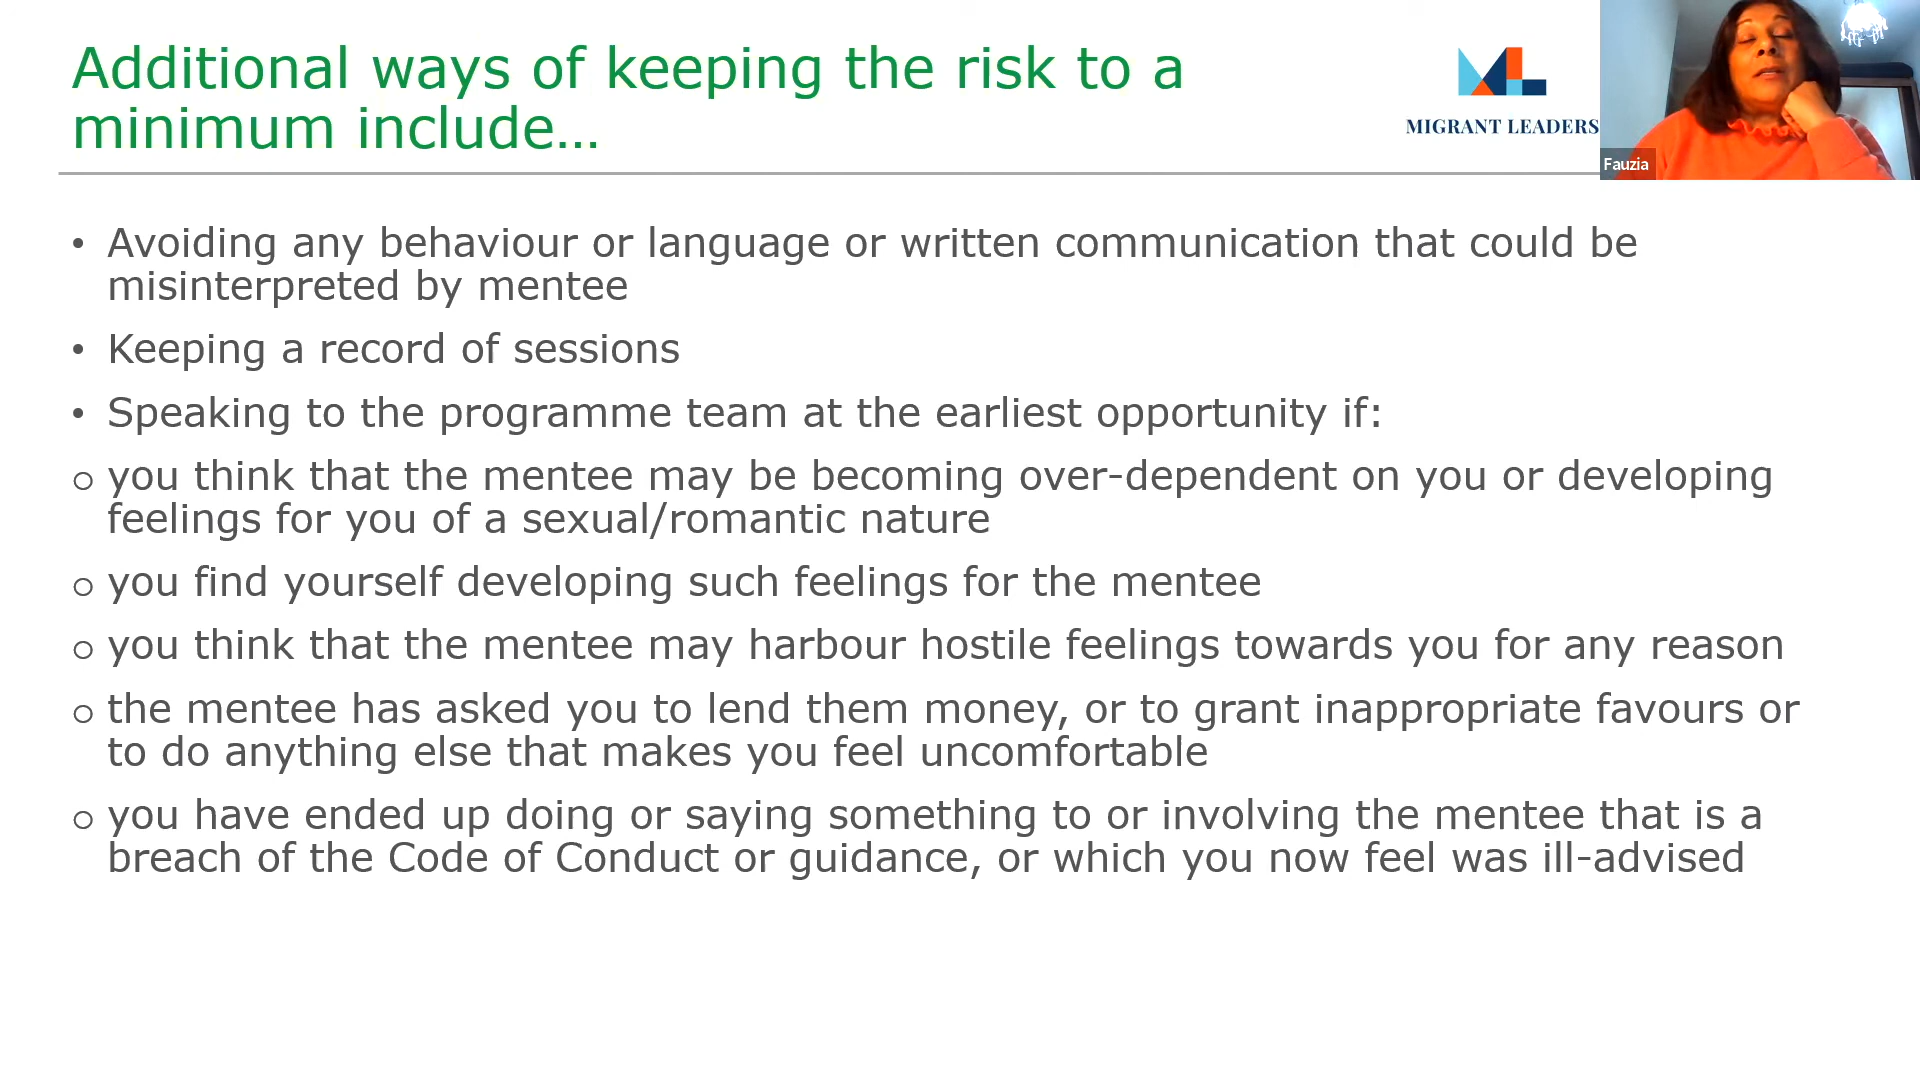 Additional ways of keeping the risk to a
minimum include...
MIGRANT LEADERS
Fauzia
• Avoiding any behaviour or language or written communication that could be
misinterpreted by mentee
• Keeping a record of sessions
• Speaking to the programme team at the earliest opportunity if:
o you think that the mentee may be becoming over-dependent on you or developing
feelings for you of a sexual/romantic nature
o you find yourself developing such feelings for the mentee
o you think that the mentee may harbour hostile feelings towards you for any reason
o the mentee has asked you to lend them money, or to grant inappropriate favours or
to do anything else that makes you feel uncomfortable
o you have ended up doing or saying something to or involving the mentee that is a
breach of the Code of Conduct or guidance, or which you now feel was ill-advised